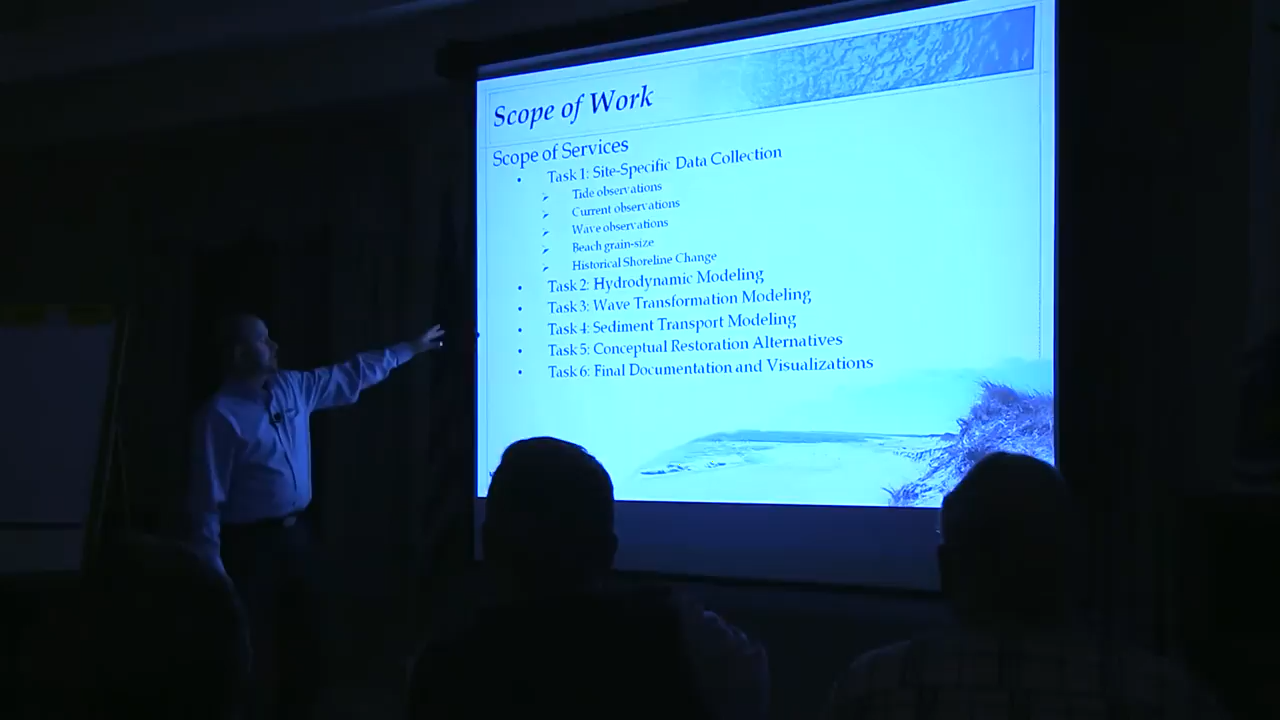 Scope of Work
Scope of Services
• Task 1: Site-Specific Data Collection
➢ Tide observations
➢ Current observations
➢ Wave observations
➢ Beach grain-size
➢ Historical Shoreline Change
• Task 2: Hydrodynamic Modeling
• Task 3: Wave Transformation Modeling
• Task 4: Sediment Transport Modeling
• Task 5: Conceptual Restoration Alternatives
• Task 6: Final Documentation and Visualizations